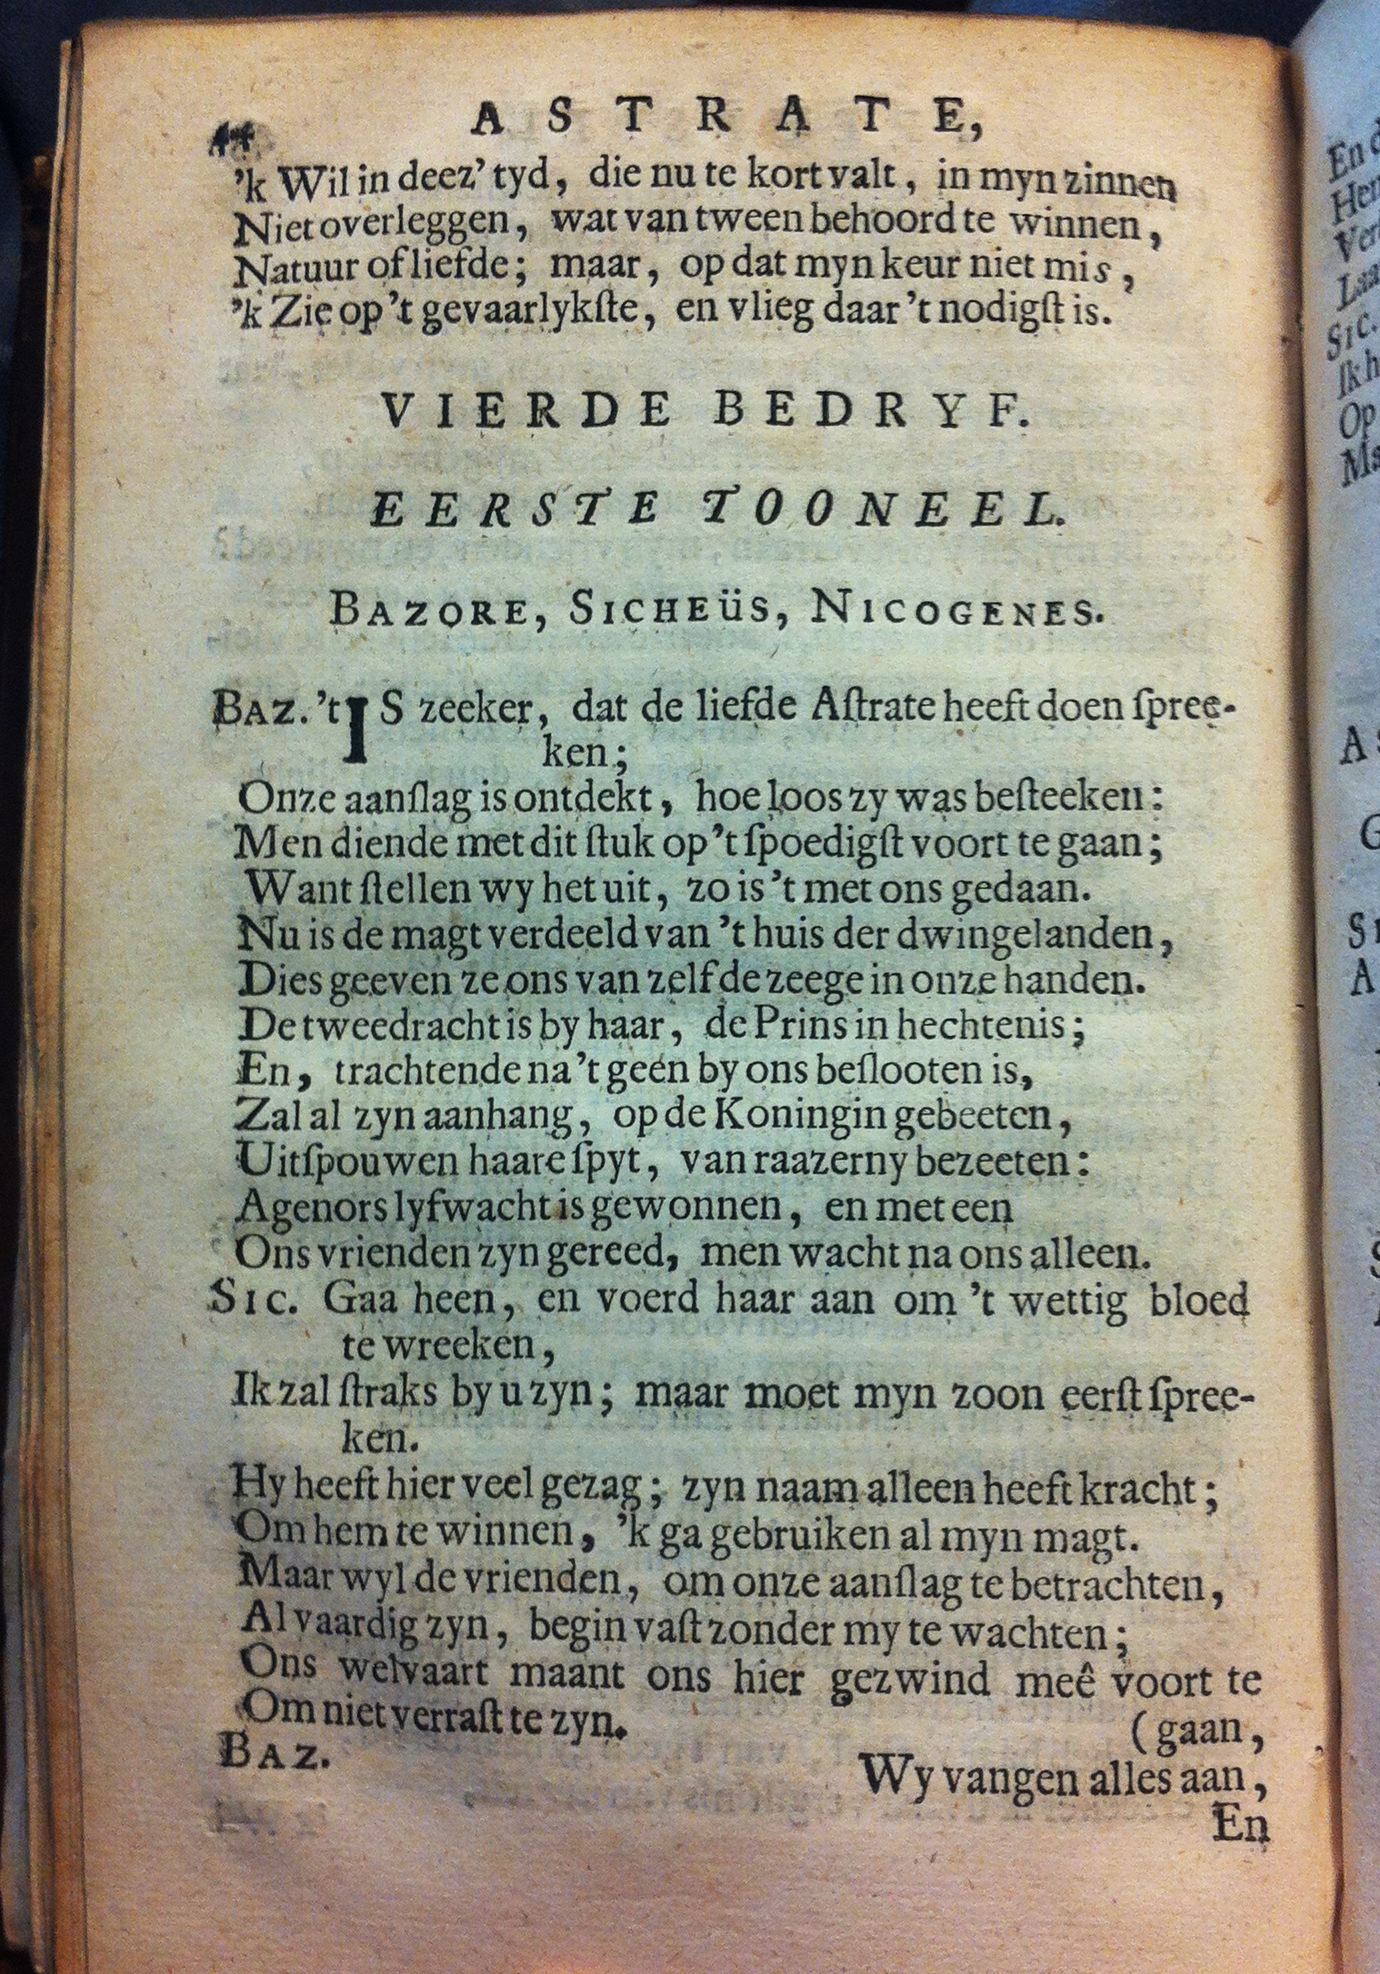 44
ASTRATE,
’k Wil in deez’ tyd, die nu te kort valt, in myn zinnen
Niet overleggen, wat van tween behoord te winnen,
Natuur of liefde; maar, op dat myn keur niet mis,
’k Zie op ’t gevaarlykſte, en vlieg daar ’t nodigſt is.
VIERDE BEDRYF.
EERSTE TOONEEL.
BAZORE, SICHEÜS, NICOGENES.
BAZ. ’t IS zeeker, dat de liefde Aſtrate heeft doen ſpree-
ken;
Onze aanſlag is ontdekt, hoe loos zy was beſteeken:
Men diende met dit ſtuk op ’t ſpoedigſt voort te gaan;
Want ſtellen wy het uit, zo is ’t met ons gedaan.
Nu is de magt verdeeld van ’t huis der dwingelanden,
Dies geeven ze ons van zelf de zeege in onze handen.
De tweedracht is by haar, de Prins in hechtenis;
En, trachtende na ’t geen by ons beſlooten is,
Zal al zyn aanhang, op de Koningin gebeeten,
Uitſpouwen haare ſpyt, van raazerny bezeeten:
Agenors lyfwacht is gewonnen, en met een
Ons vrienden zyn gereed, men wacht na ons alleen.
SIC. Gaa heen, en voerd haar aan om ’t wettig bloed
te wreeken,
Ik zal ſtraks by u zyn; maar moet myn zoon eerſt ſpree-
ken.
Hy heeft hier veel gezag; zyn naam alleen heeft kracht;
Om hem te winnen, ’k ga gebruiken al myn magt.
Maar wyl de vrienden, om onze aanſlag te betrachten,
Al vaardig zyn, begin vaſt zonder my te wachten;
Ons welvaart maant ons hier gezwind meê voort te
Om niet verraſt te zyn. (gaan,
BAZ. Wy vangen alles aan,
En